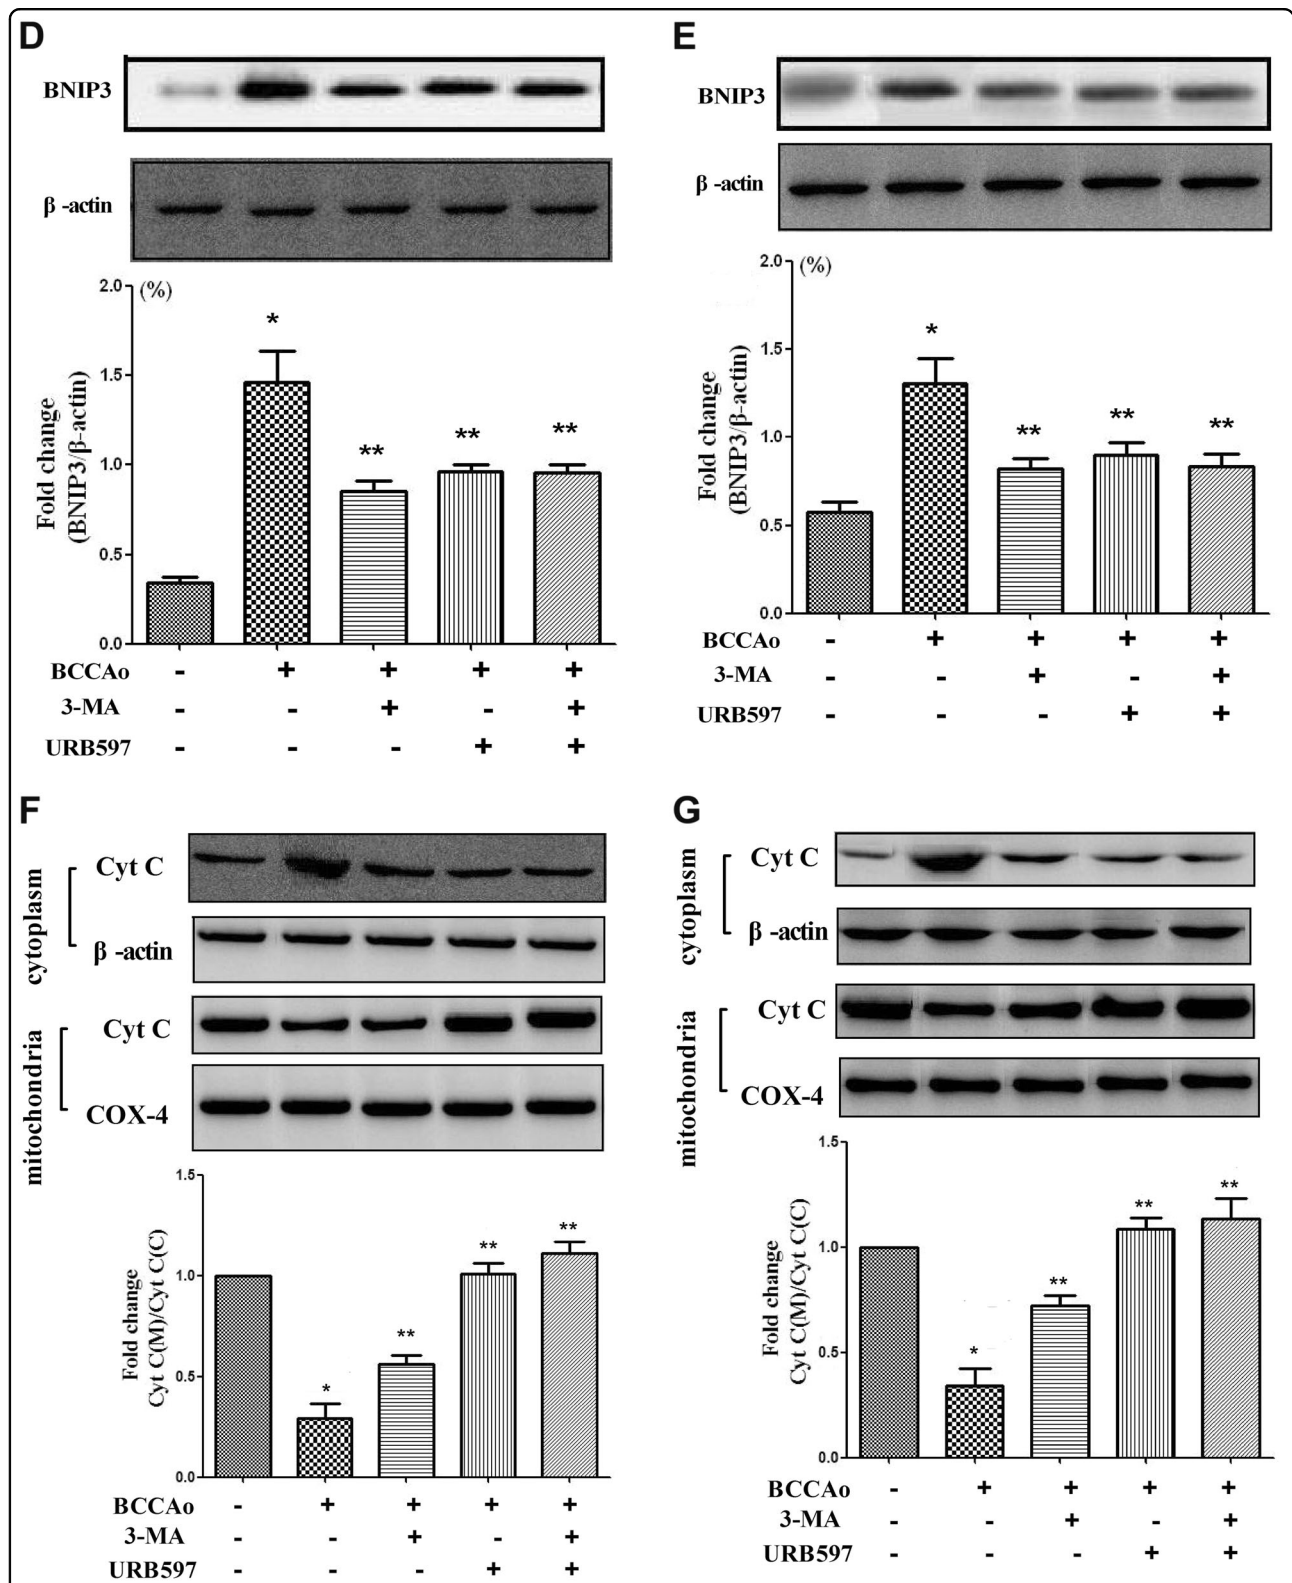 D
BNIP3
β -actin
2.0 (%)
1.5
1.0
0.5
0.0
Fold change
(BNIP3/β-actin)
* ** ** **
BCCAo - + + + +
3-MA - - + - +
URB597 - - - + +
E
BNIP3
β -actin
2.0 (%)
1.5
1.0
0.5
0.0
Fold change
(BNIP3/β-actin)
* ** ** **
BCCAo - + + + +
3-MA - - + - +
URB597 - - - + +
F
cytoplasm
Cyt C
β -actin
mitochondria
Cyt C
COX-4
1.5
1.0
0.5
0.0
Fold change
Cyt C(M)/Cyt C(C)
* ** ** **
BCCAo - + + + +
3-MA - - + - +
URB597 - - - + +
G
cytoplasm
Cyt C
β -actin
mitochondria
Cyt C
COX-4
1.5
1.0
0.5
0.0
Fold change
Cyt C(M)/Cyt C(C)
* ** ** **
BCCAo - + + + +
3-MA - - + - +
URB597 - - - + +